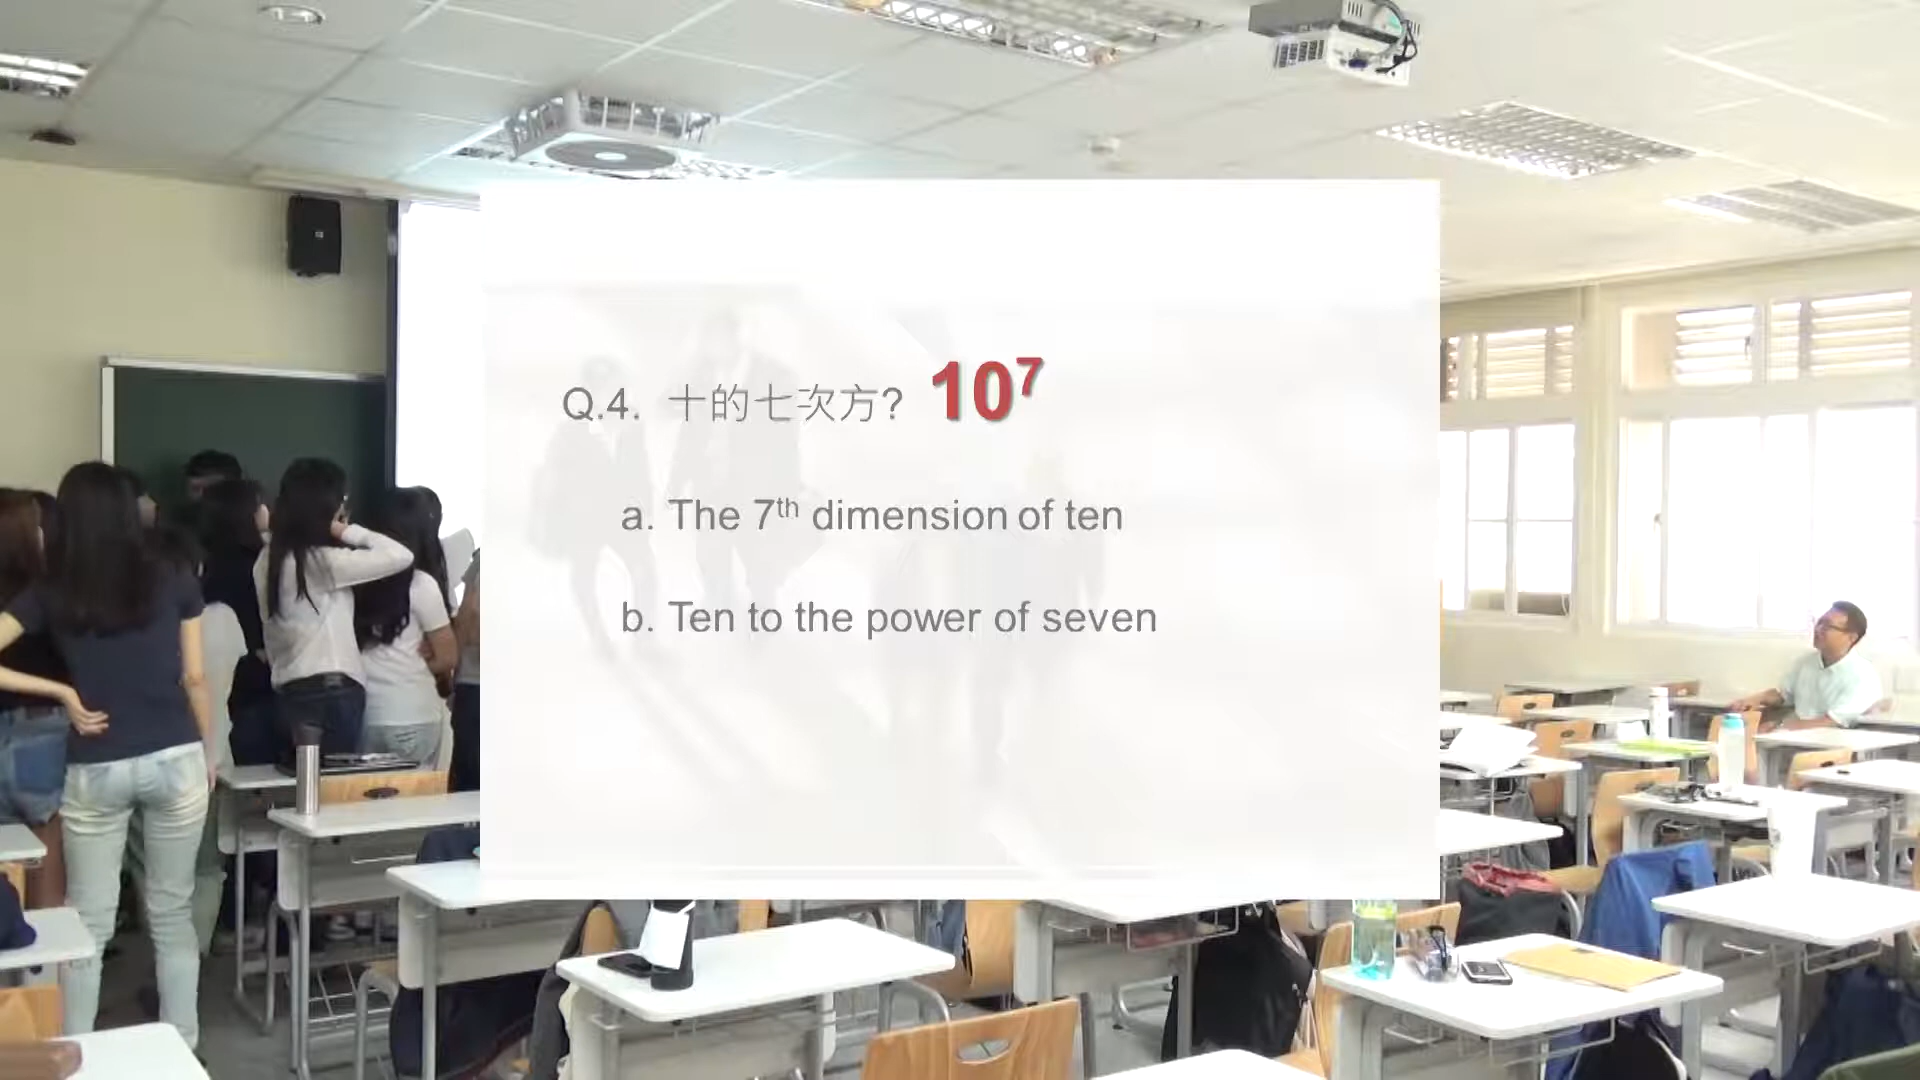 Q.4. 十的七次方? 10⁷
a. The 7th dimension of ten
b. Ten to the power of seven